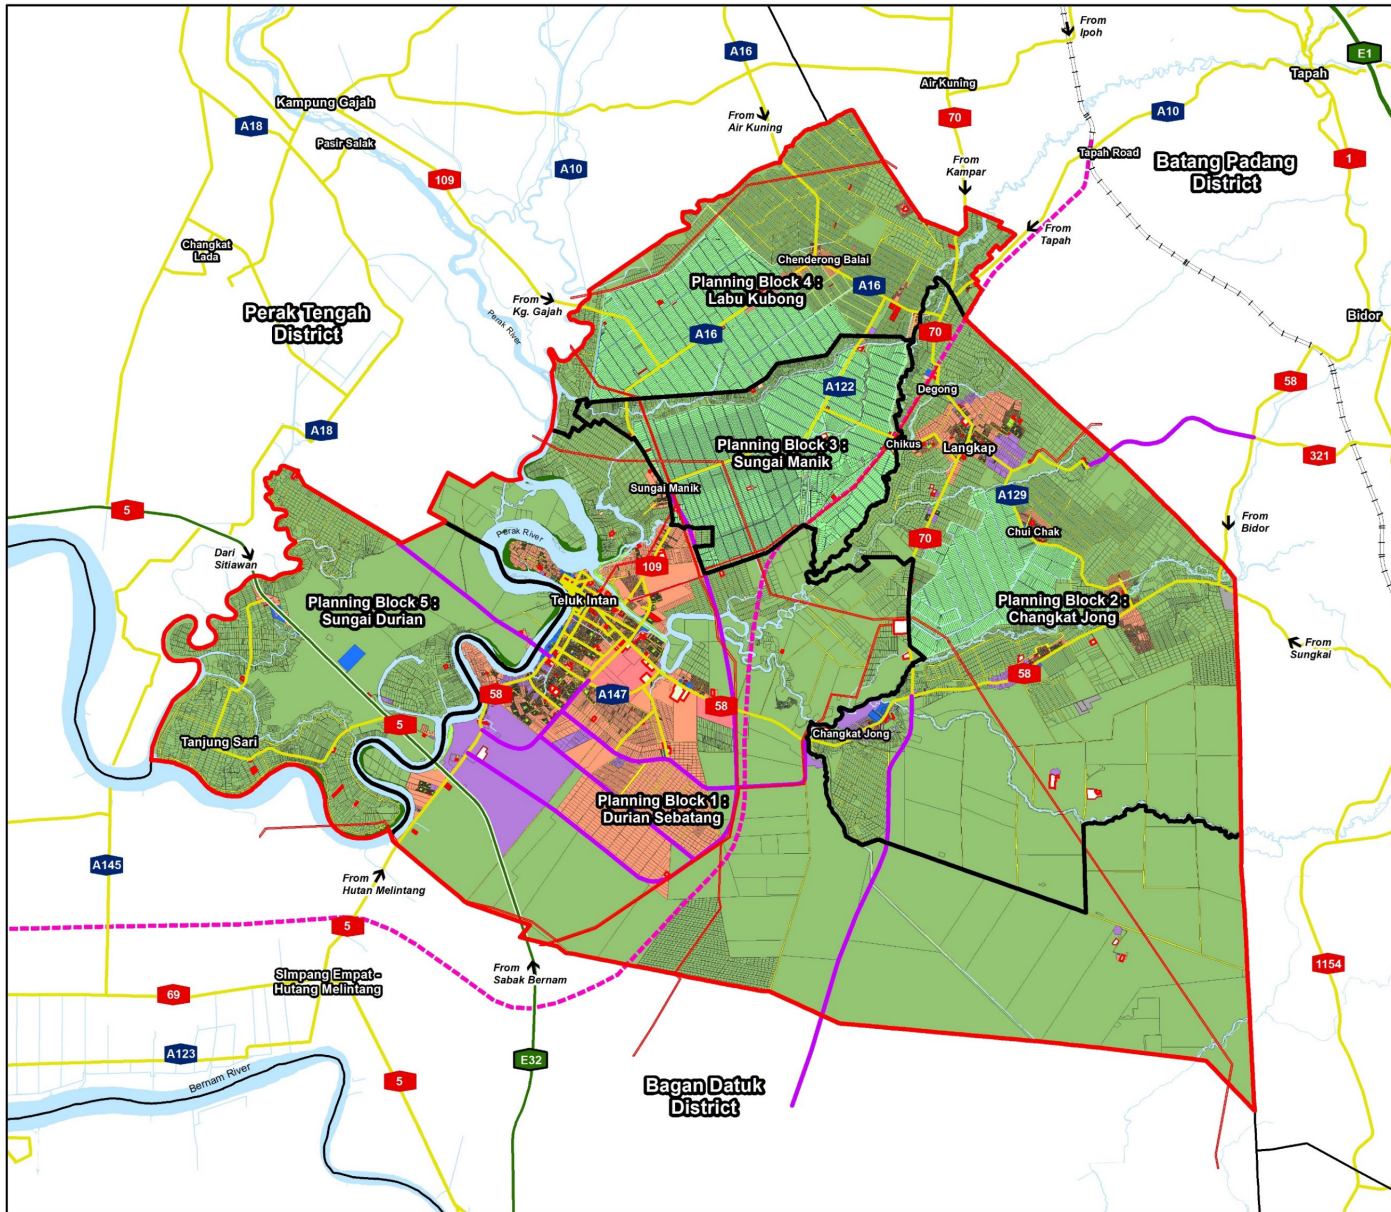 From
Ipoh
E1
A16
Tapah
Air Kuning
Kampung Gajah
A18
From
Air Kuning
70
A10
Pasir Salak
Tapah Road
1
Batang Padang
District
109
A10
From
Kampar
From
Tapah
Changkat
Lada
Chenderong Balai
Planning Block 4 :
Labu Kubong
A16
From
Kg. Gajah
Perak Tengah
District
Perak River
A16
70
Bidor
A122
Degong
58
A18
Planning Block 3 :
Sungai Manik
Chikus
Langkap
321
Sungai Manik
A129
5
From
Bidor
Dari
Sitiawan
Perak River
Chui Chak
70
109
Planning Block 5 :
Sungai Durian
Teluk Intan
Planning Block 2 :
Changkat Jong
From
Sungkai
58
58
A147
58
5
Tanjung Sari
Changkat Jong
Planning Block 1 :
Durian Sebatang
A145
From
Hutan Melintang
5
SImpang Empat -
Hutang Melintang
From
Sabak Bernam
1154
69
A123
E32
Bernam River
5
Bagan Datuk
District